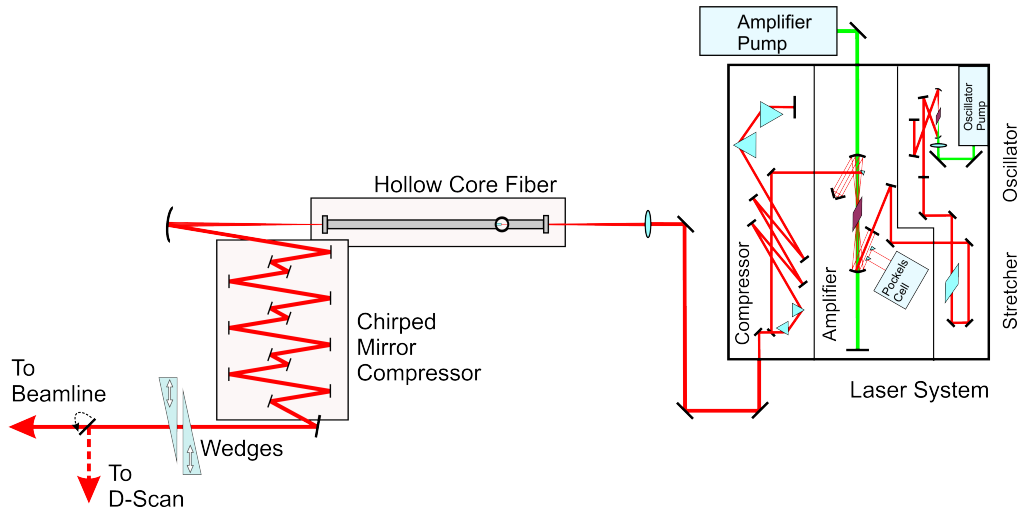 Amplifier
Pump
Oscillator
Pump
Oscillator
Hollow Core Fiber
Compressor
Amplifier
Pockels
Cell
Stretcher
Chirped
Mirror
Compressor
To
Beamline
Laser System
Wedges
To
D-Scan